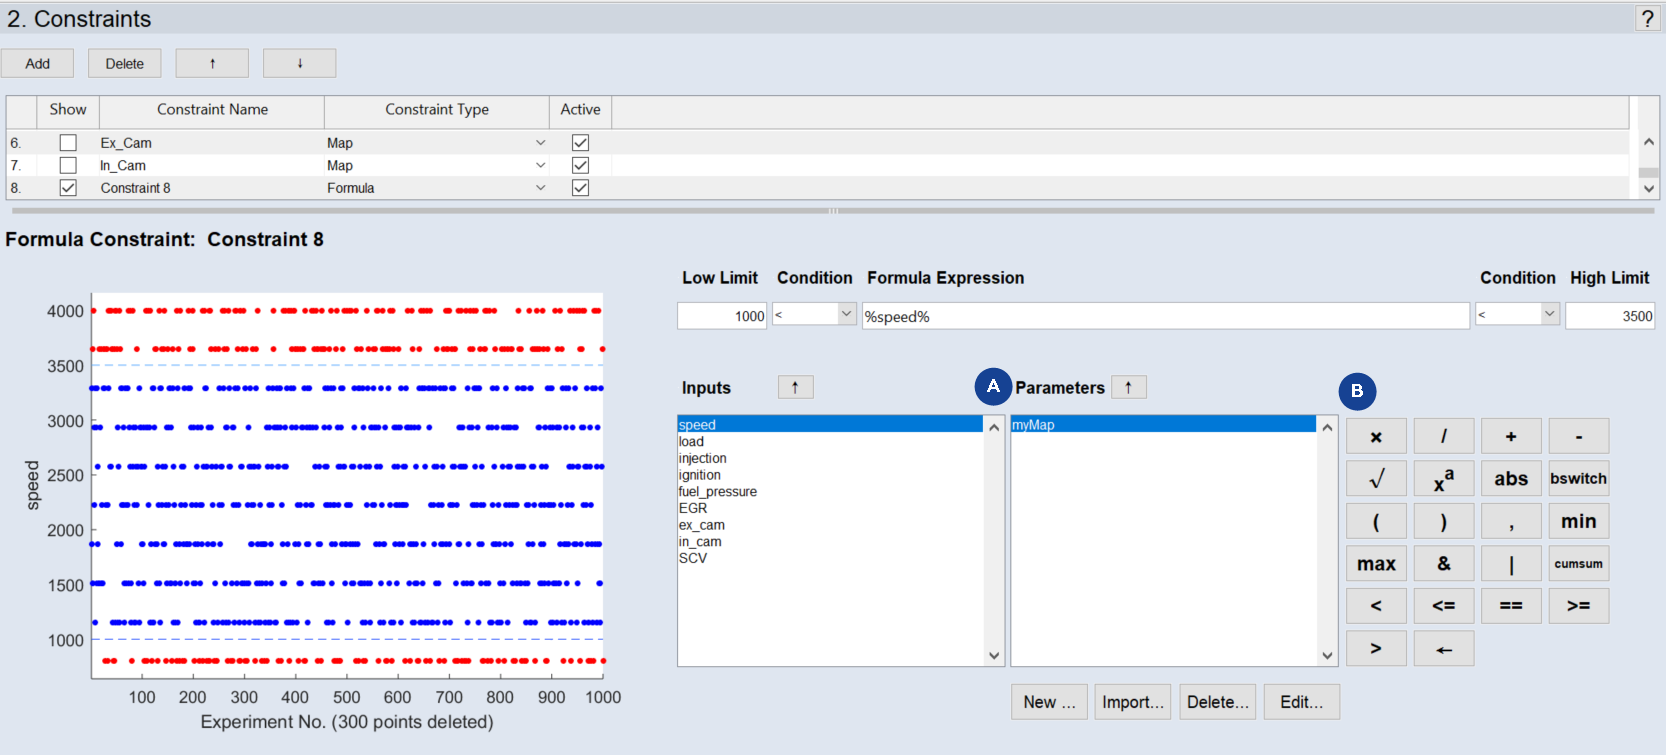 2. Constraints
?
Add Delete ↑ ↓
Show Constraint Name Constraint Type Active
6. Ex_Cam Map
7. In_Cam Map
8. Constraint 8 Formula
Formula Constraint: Constraint 8
Low Limit Condition Formula Expression Condition High Limit
1000 < %speed% < 3500
4000
3500
3000
2500
2000
1500
1000
speed
100 200 300 400 500 600 700 800 900 1000
Experiment No. (300 points deleted)
Inputs ↑
speed
load
injection
ignition
fuel_pressure
EGR
ex_cam
in_cam
SCV
A
Parameters ↑
myMap
New ... Import... Delete... Edit...
B
× / + -
√ xᵃ abs bswitch
( ) , min
max & | cumsum
< <= == >=
> ←